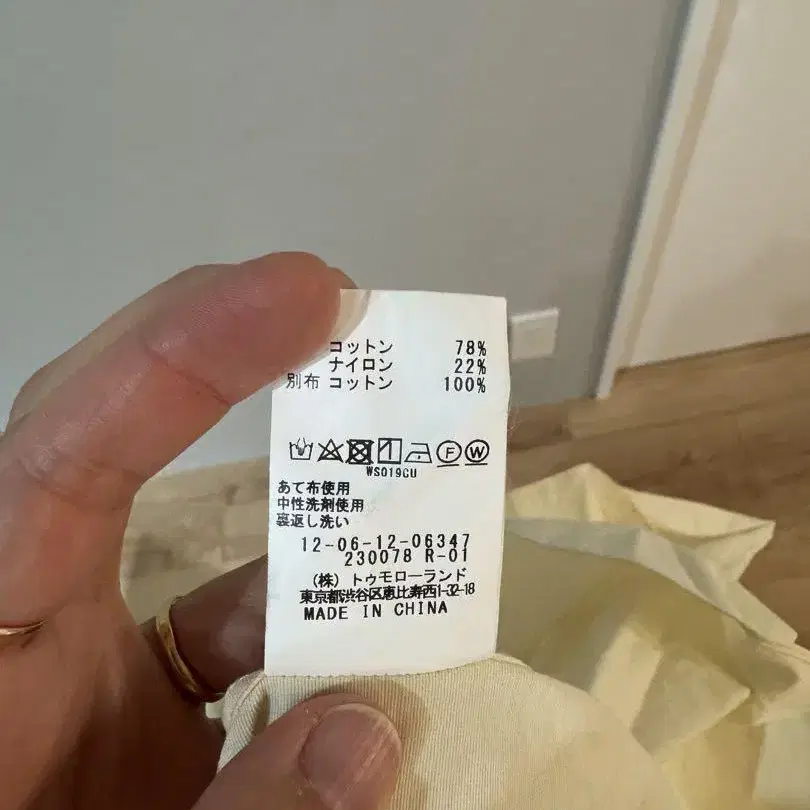 コットン 78%
ナイロン 22%
別布 コットン 100%
F W
WS019CU
あて布使用
中性洗剤使用
裏返し洗い
12-06-12-06347
230078 R-01
(株) トゥモローランド
東京都渋谷区恵比寿西1-32-18
MADE IN CHINA